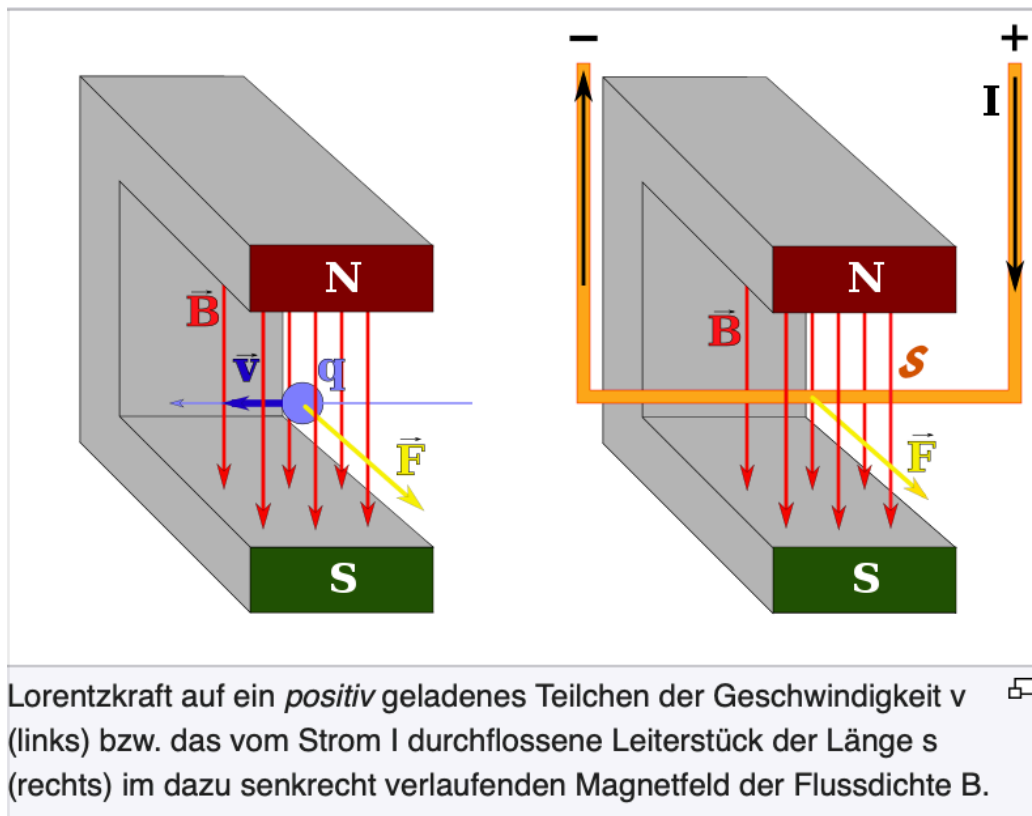 − +
I
N N
B B
v q
S
F F
S S
Lorentzkraft auf ein positiv geladenes Teilchen der Geschwindigkeit v
(links) bzw. das vom Strom I durchflossene Leiterstück der Länge s
(rechts) im dazu senkrecht verlaufenden Magnetfeld der Flussdichte B.